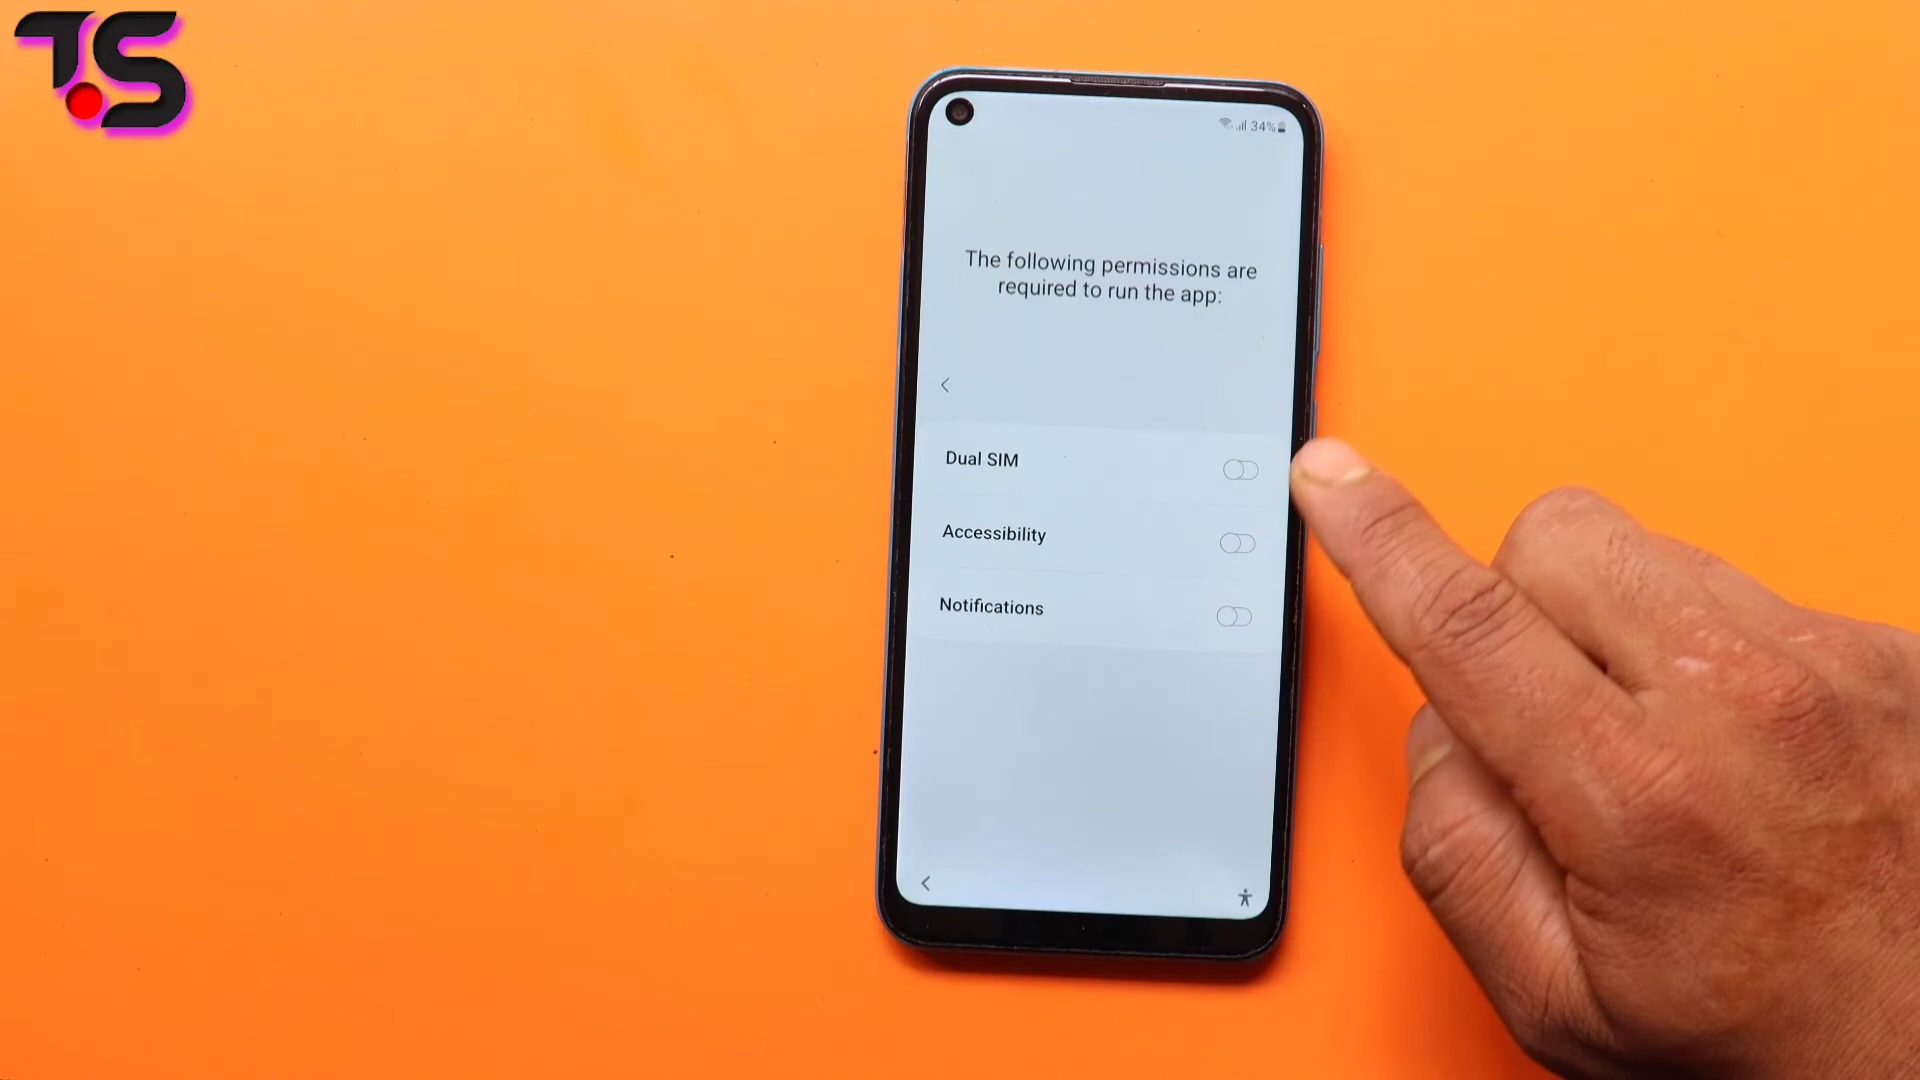 TS
34%
The following permissions are
required to run the app:
Dual SIM
Accessibility
Notifications